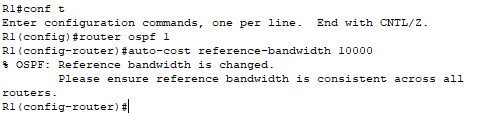 R1#conf t
Enter configuration commands, one per line.  End with CNTL/Z.
R1(config)#router ospf 1
R1(config-router)#auto-cost reference-bandwidth 10000
% OSPF: Reference bandwidth is changed.
        Please ensure reference bandwidth is consistent across all
routers.
R1(config-router)#